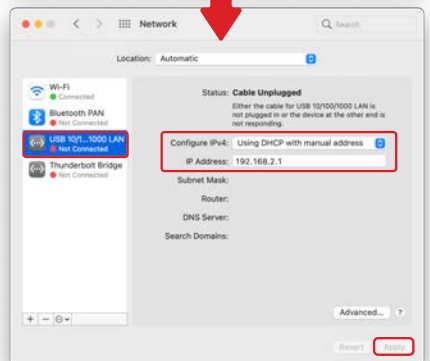 Network
Search
Location: Automatic
Wi-Fi
Connected
Bluetooth PAN
Not Connected
USB 10/1...1000 LAN
Not Connected
Thunderbolt Bridge
Not Connected
Status: Cable Unplugged
Either the cable for USB 10/100/1000 LAN is
not plugged in or the device at the other end is
not responding.
Configure IPv4: Using DHCP with manual address
IP Address: 192.168.2.1
Subnet Mask:
Router:
DNS Server:
Search Domains:
Advanced... ?
Revert Apply